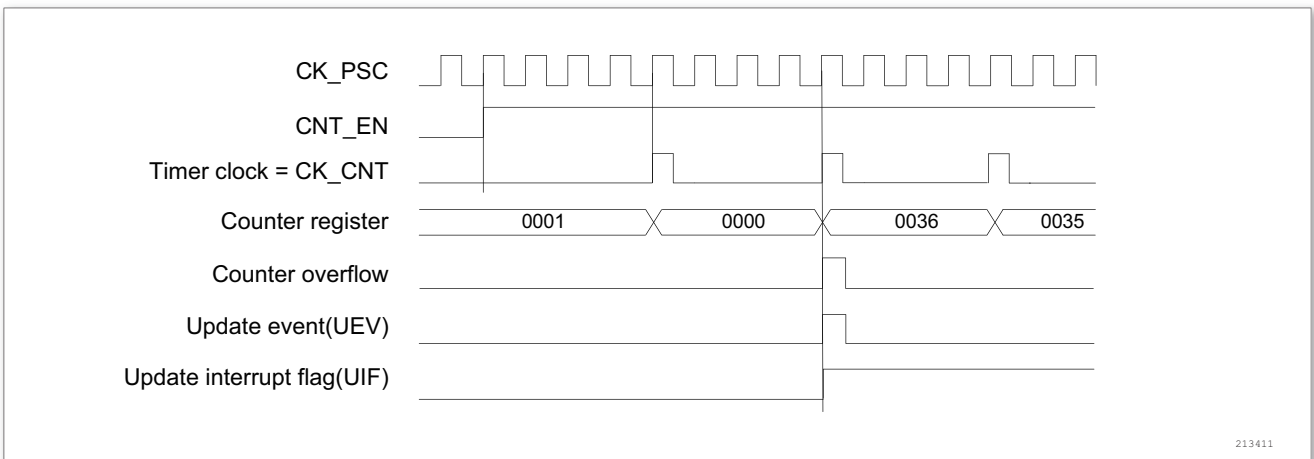 CK_PSC
CNT_EN
Timer clock = CK_CNT
Counter register 0001 0000 0036 0035
Counter overflow
Update event(UEV)
Update interrupt flag(UIF)
213411